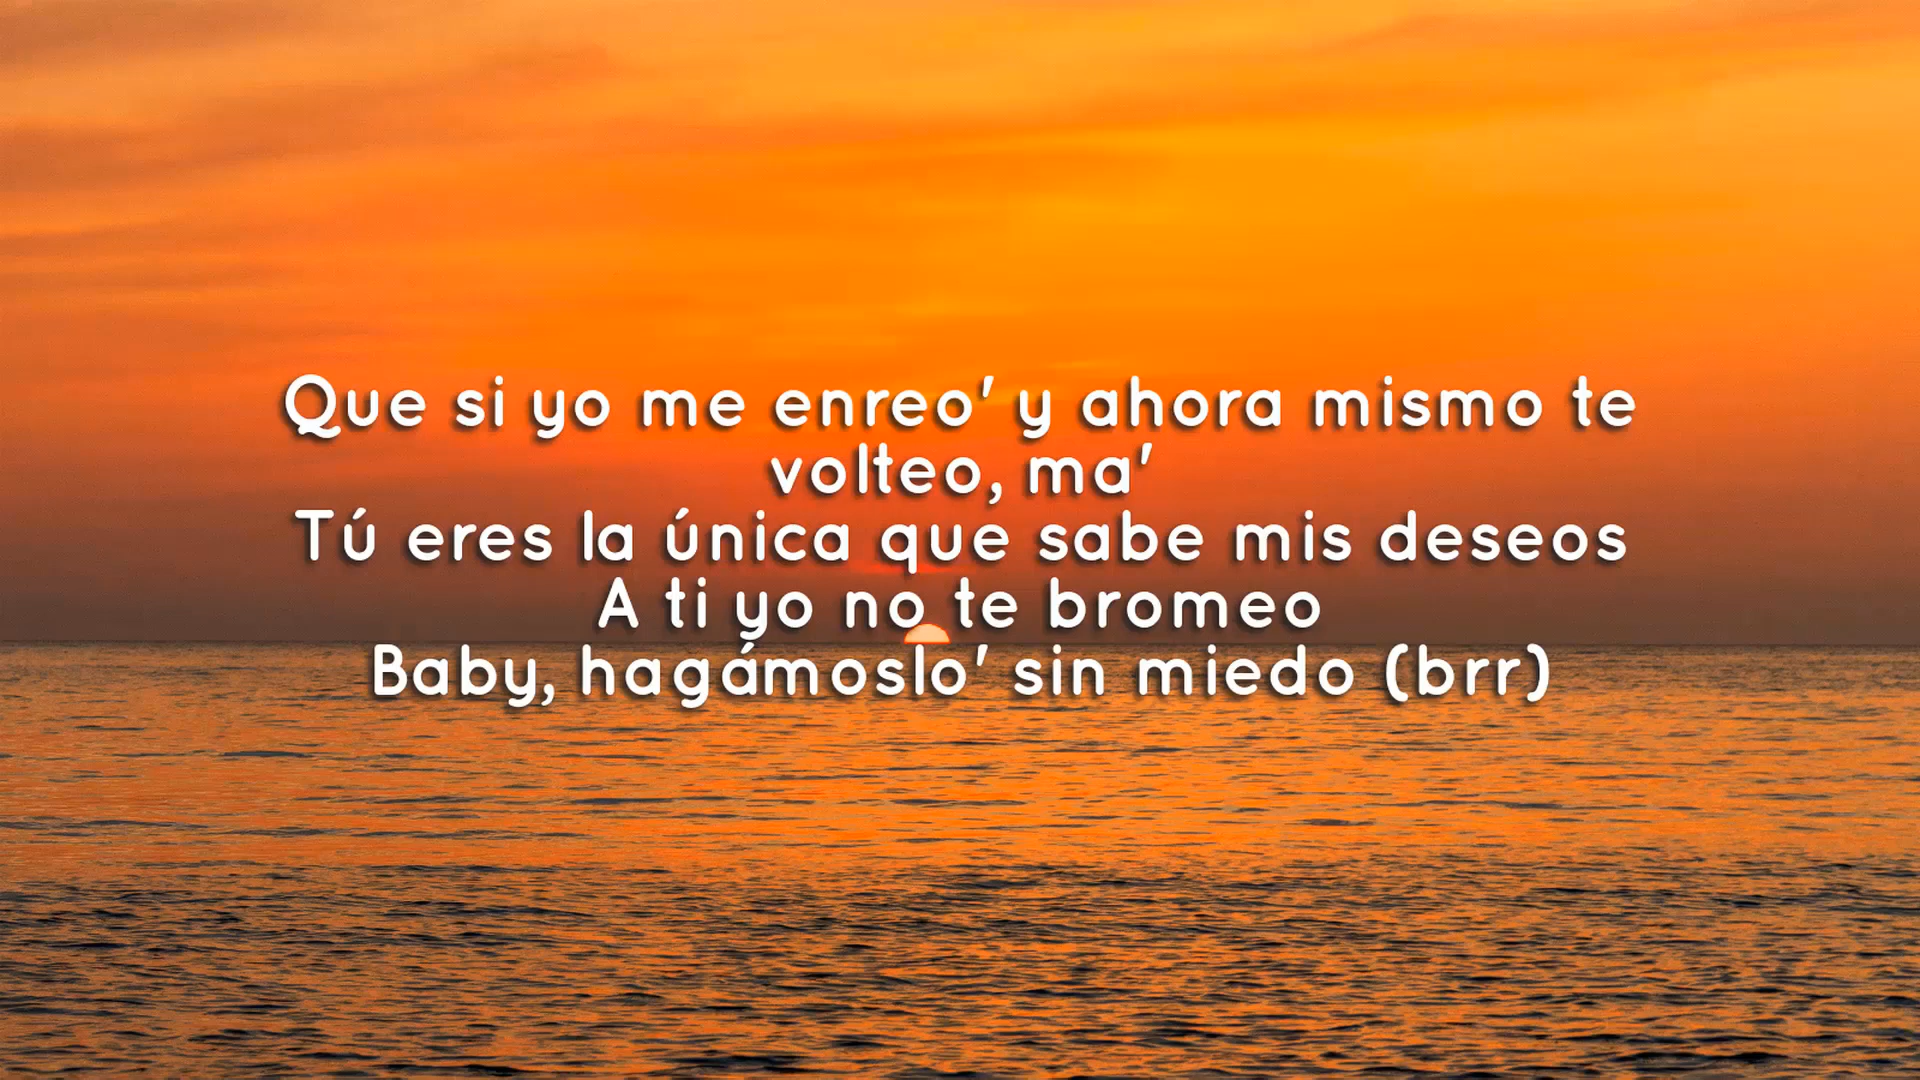 Que si yo me enreo' y ahora mismo te
volteo, ma'
Tú eres la única que sabe mis deseos
A ti yo no te bromeo
Baby, hagámoslo' sin miedo (brr)